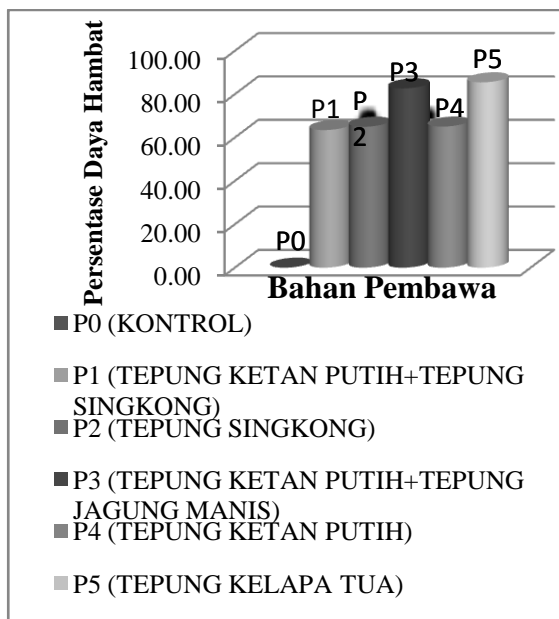 Persentase Daya Hambat
100.00
80.00
60.00
40.00
20.00
0.00
P0
P1
P
2
P3
P4
P5
Bahan Pembawa
P0 (KONTROL)
P1 (TEPUNG KETAN PUTIH+TEPUNG
SINGKONG)
P2 (TEPUNG SINGKONG)
P3 (TEPUNG KETAN PUTIH+TEPUNG
JAGUNG MANIS)
P4 (TEPUNG KETAN PUTIH)
P5 (TEPUNG KELAPA TUA)